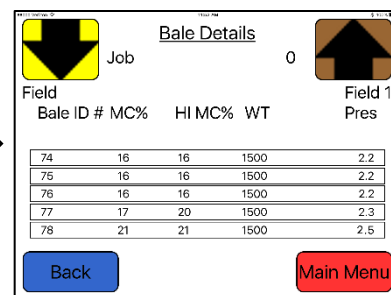 Bale Details
Job 0
Field Field 1
Bale ID # MC% HI MC% WT Pres
74 16 16 1500 2.2
75 16 16 1500 2.2
76 16 16 1500 2.2
77 17 20 1500 2.3
78 21 21 1500 2.5
Back Main Menu